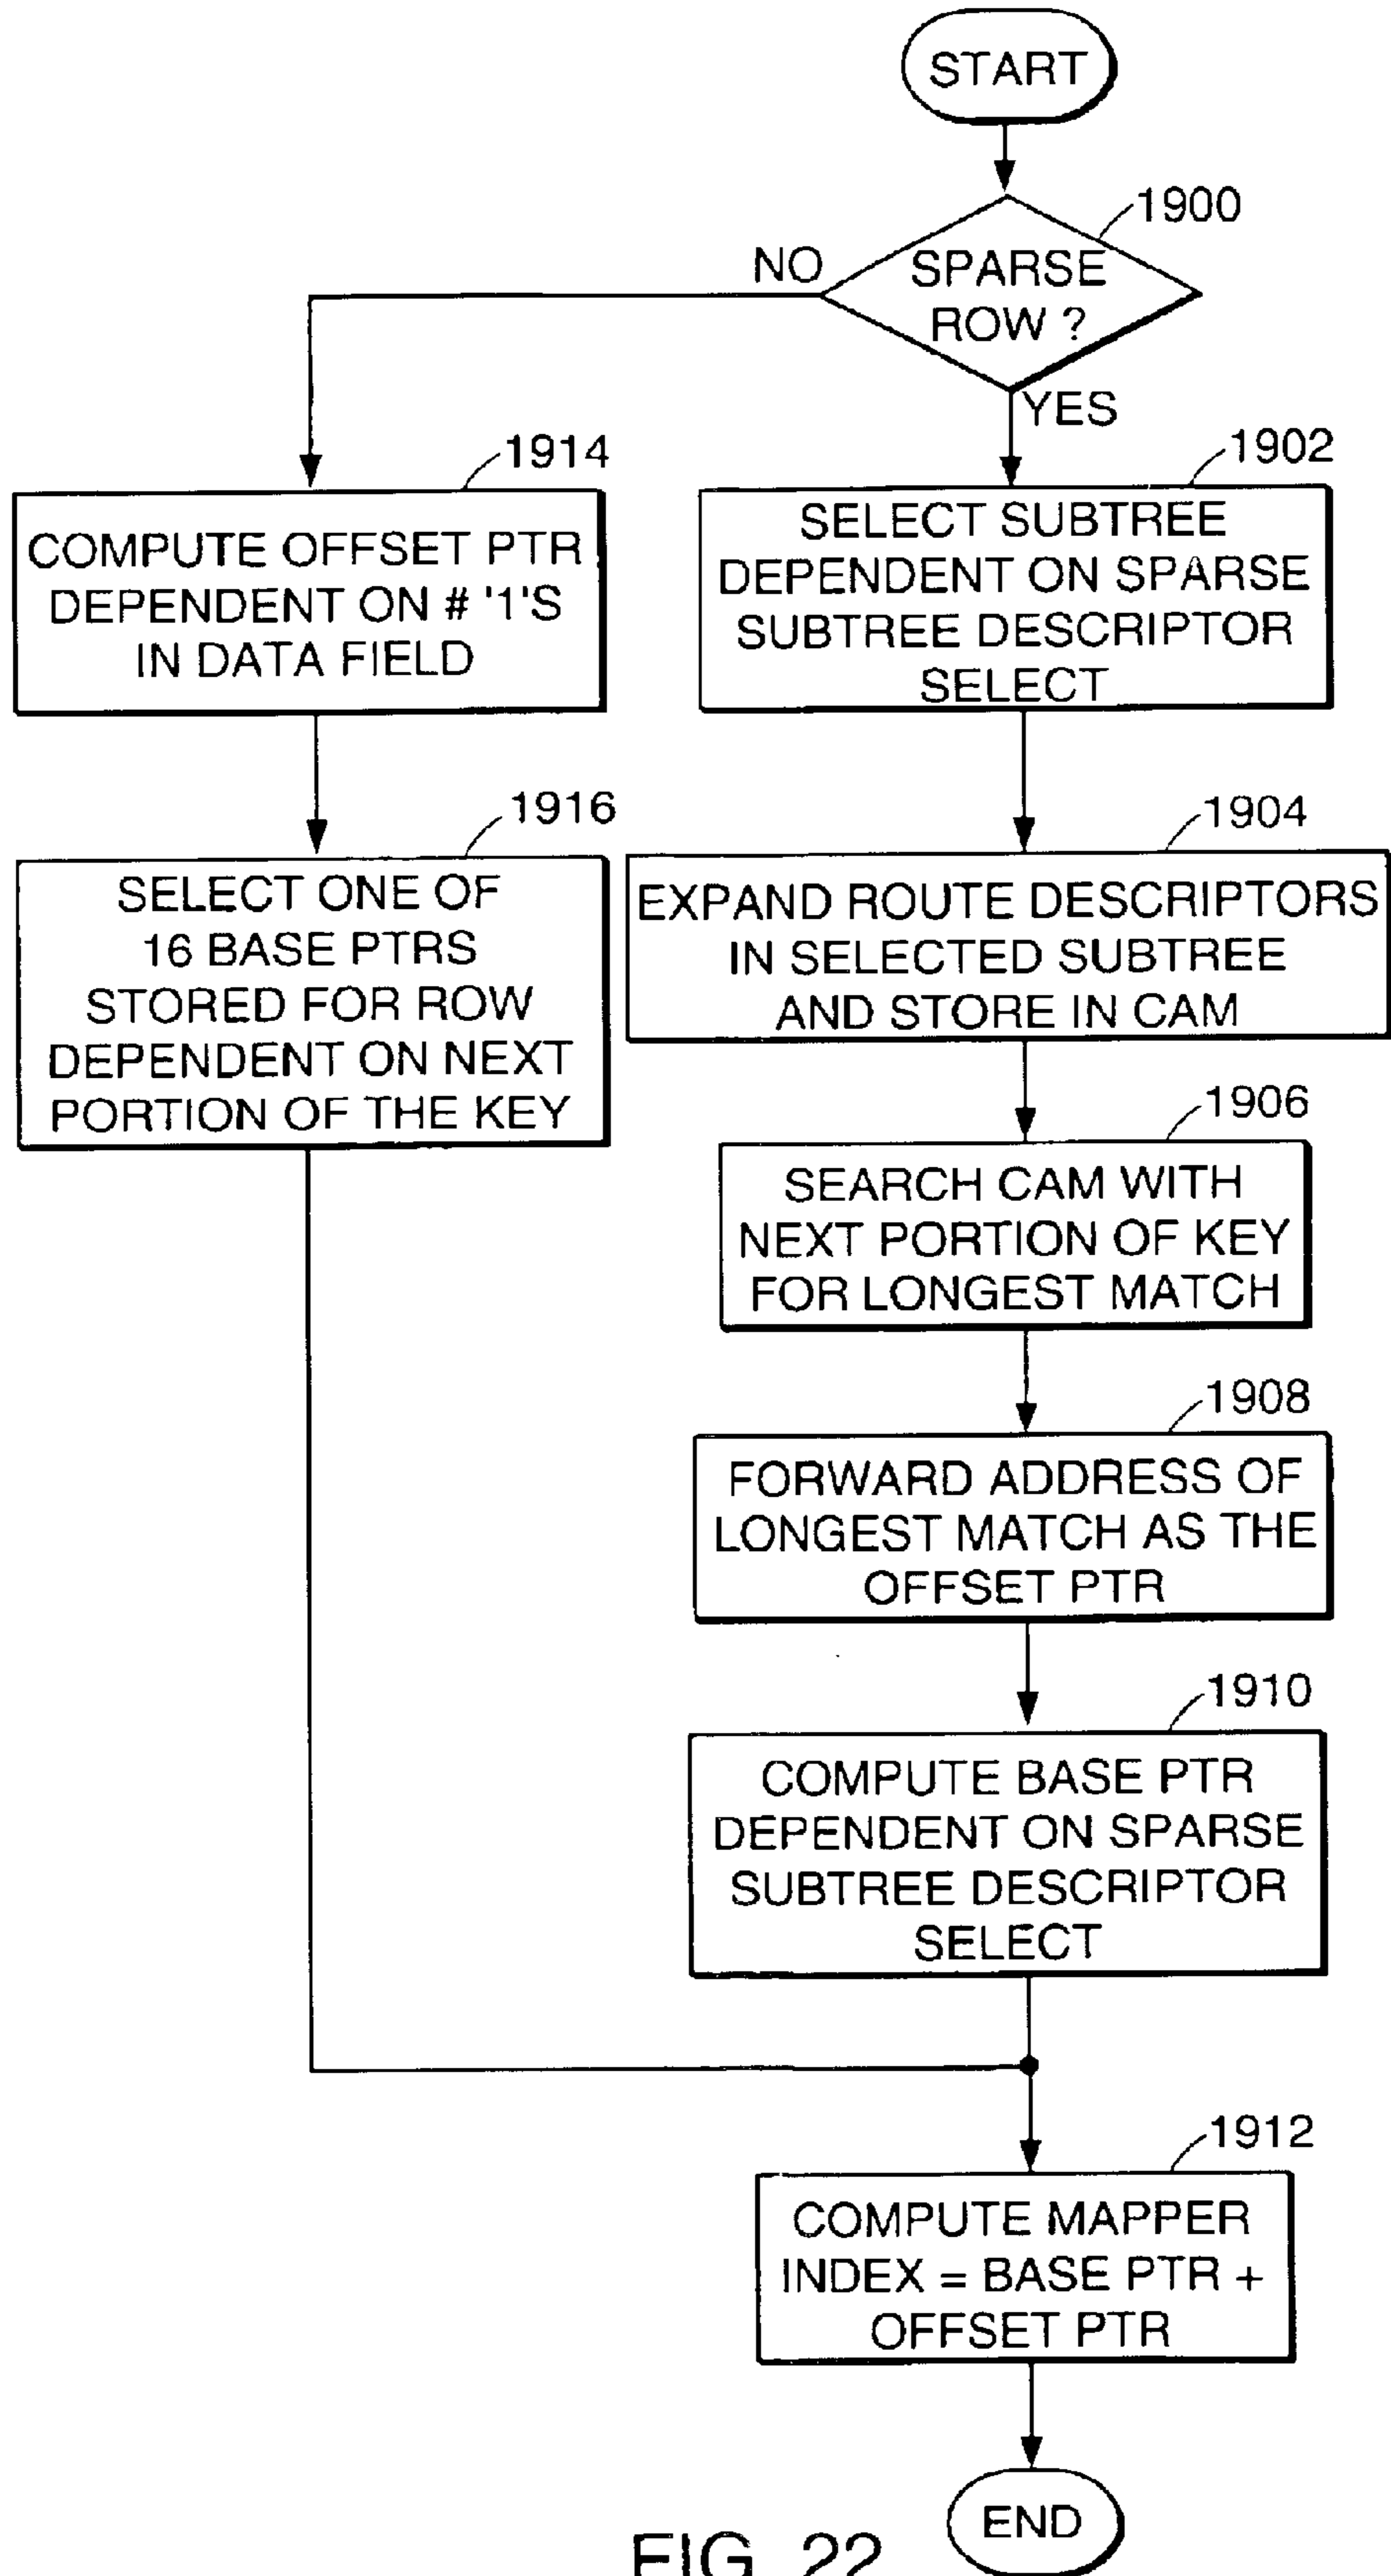 START
1900
SPARSE
ROW ?
NO
YES
1914
COMPUTE OFFSET PTR
DEPENDENT ON # '1'S
IN DATA FIELD
1902
SELECT SUBTREE
DEPENDENT ON SPARSE
SUBTREE DESCRIPTOR
SELECT
1916
SELECT ONE OF
16 BASE PTRS
STORED FOR ROW
DEPENDENT ON NEXT
PORTION OF THE KEY
1904
EXPAND ROUTE DESCRIPTORS
IN SELECTED SUBTREE
AND STORE IN CAM
1906
SEARCH CAM WITH
NEXT PORTION OF KEY
FOR LONGEST MATCH
1908
FORWARD ADDRESS OF
LONGEST MATCH AS THE
OFFSET PTR
1910
COMPUTE BASE PTR
DEPENDENT ON SPARSE
SUBTREE DESCRIPTOR
SELECT
1912
COMPUTE MAPPER
INDEX = BASE PTR +
OFFSET PTR
END
FIG. 22